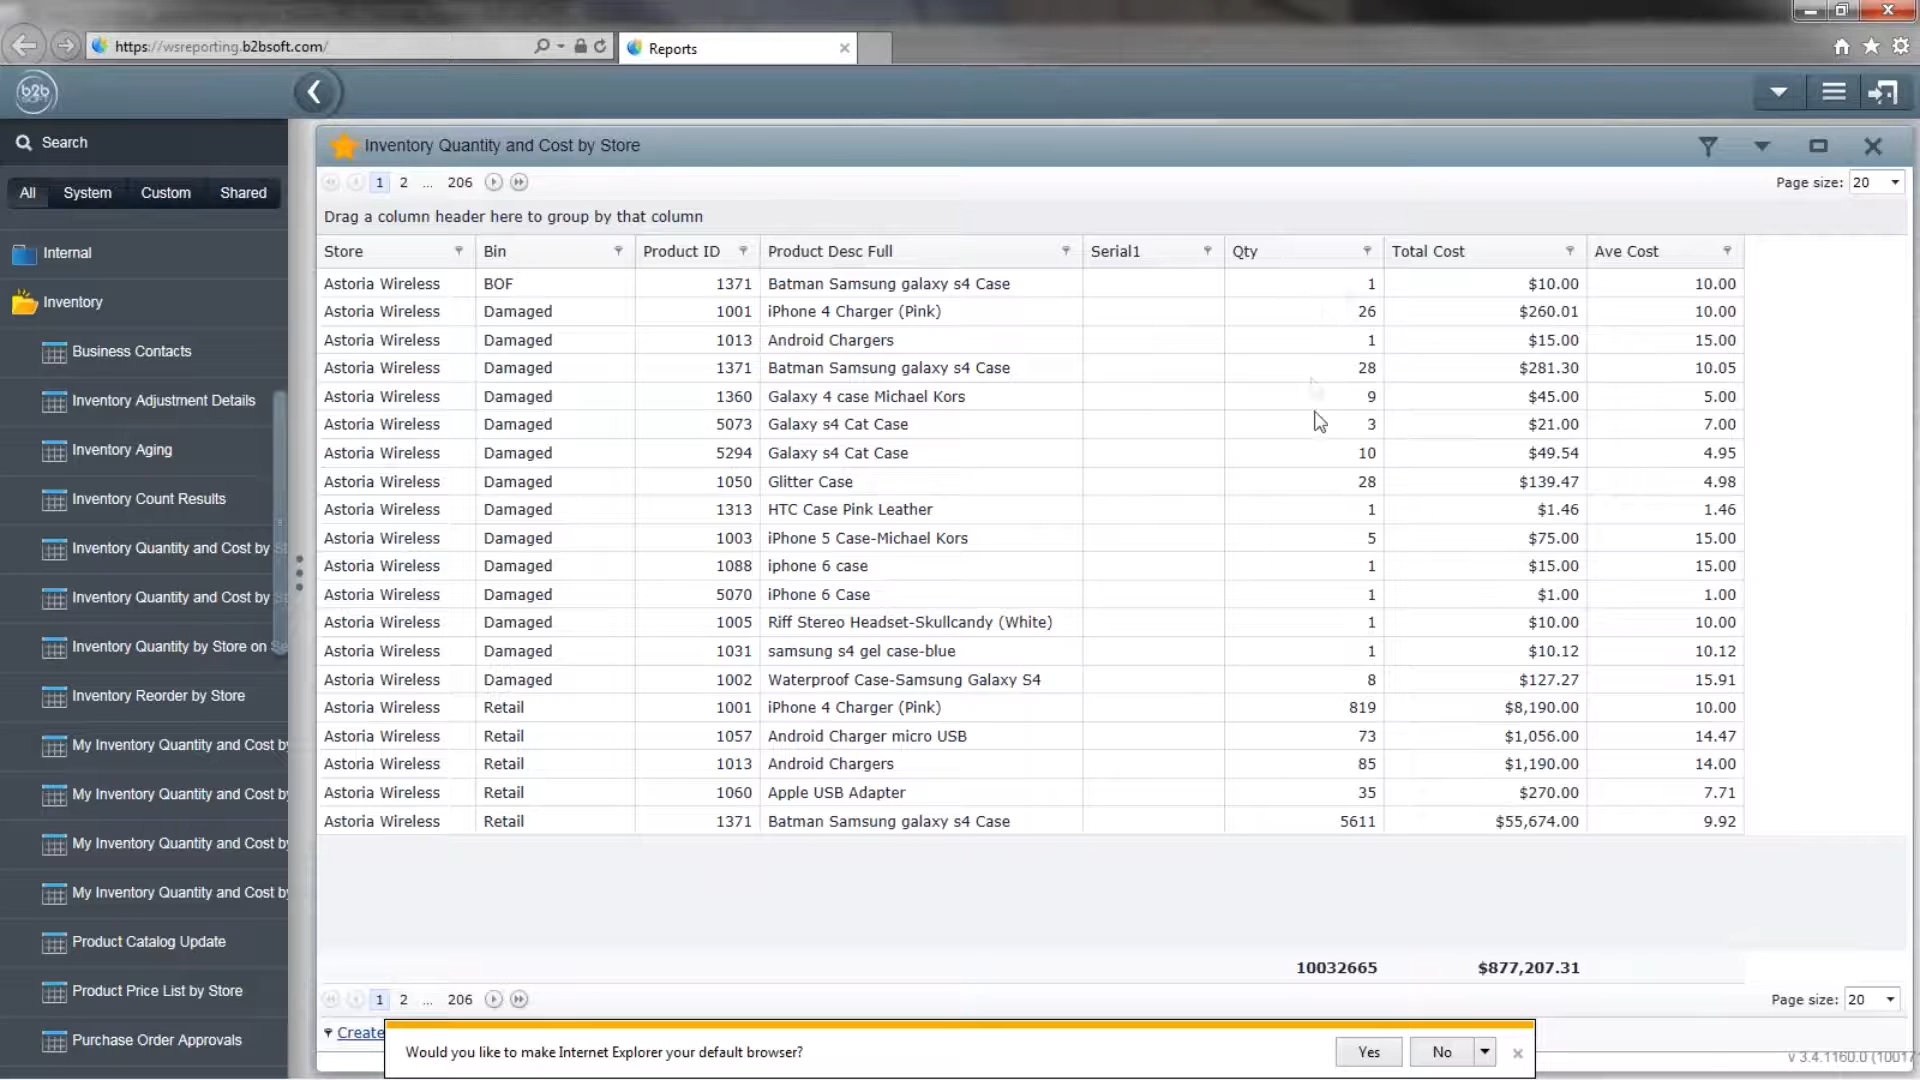 https://wsreporting.b2bsoft.com/
Reports
b2b
SOFT
Search
All System Custom Shared
Internal
Inventory
Business Contacts
Inventory Adjustment Details
Inventory Aging
Inventory Count Results
Inventory Quantity and Cost by
Inventory Quantity and Cost by
Inventory Quantity by Store on
Inventory Reorder by Store
My Inventory Quantity and Cost by
My Inventory Quantity and Cost by
My Inventory Quantity and Cost by
My Inventory Quantity and Cost by
Product Catalog Update
Product Price List by Store
Purchase Order Approvals
Inventory Quantity and Cost by Store
1 2 ... 206 Page size: 20
Drag a column header here to group by that column
Store Bin Product ID Product Desc Full Serial1 Qty Total Cost Ave Cost
Astoria Wireless BOF 1371 Batman Samsung galaxy s4 Case 1 $10.00 10.00
Astoria Wireless Damaged 1001 iPhone 4 Charger (Pink) 26 $260.01 10.00
Astoria Wireless Damaged 1013 Android Chargers 1 $15.00 15.00
Astoria Wireless Damaged 1371 Batman Samsung galaxy s4 Case 28 $281.30 10.05
Astoria Wireless Damaged 1360 Galaxy 4 case Michael Kors 9 $45.00 5.00
Astoria Wireless Damaged 5073 Galaxy s4 Cat Case 3 $21.00 7.00
Astoria Wireless Damaged 5294 Galaxy s4 Cat Case 10 $49.54 4.95
Astoria Wireless Damaged 1050 Glitter Case 28 $139.47 4.98
Astoria Wireless Damaged 1313 HTC Case Pink Leather 1 $1.46 1.46
Astoria Wireless Damaged 1003 iPhone 5 Case-Michael Kors 5 $75.00 15.00
Astoria Wireless Damaged 1088 iphone 6 case 1 $15.00 15.00
Astoria Wireless Damaged 5070 iPhone 6 Case 1 $1.00 1.00
Astoria Wireless Damaged 1005 Riff Stereo Headset-Skullcandy (White) 1 $10.00 10.00
Astoria Wireless Damaged 1031 samsung s4 gel case-blue 1 $10.12 10.12
Astoria Wireless Damaged 1002 Waterproof Case-Samsung Galaxy S4 8 $127.27 15.91
Astoria Wireless Retail 1001 iPhone 4 Charger (Pink) 819 $8,190.00 10.00
Astoria Wireless Retail 1057 Android Charger micro USB 73 $1,056.00 14.47
Astoria Wireless Retail 1013 Android Chargers 85 $1,190.00 14.00
Astoria Wireless Retail 1060 Apple USB Adapter 35 $270.00 7.71
Astoria Wireless Retail 1371 Batman Samsung galaxy s4 Case 5611 $55,674.00 9.92
10032665 $877,207.31
1 2 ... 206 Page size: 20
Create
Would you like to make Internet Explorer your default browser? Yes No
v 3.4.1160.0 (10017